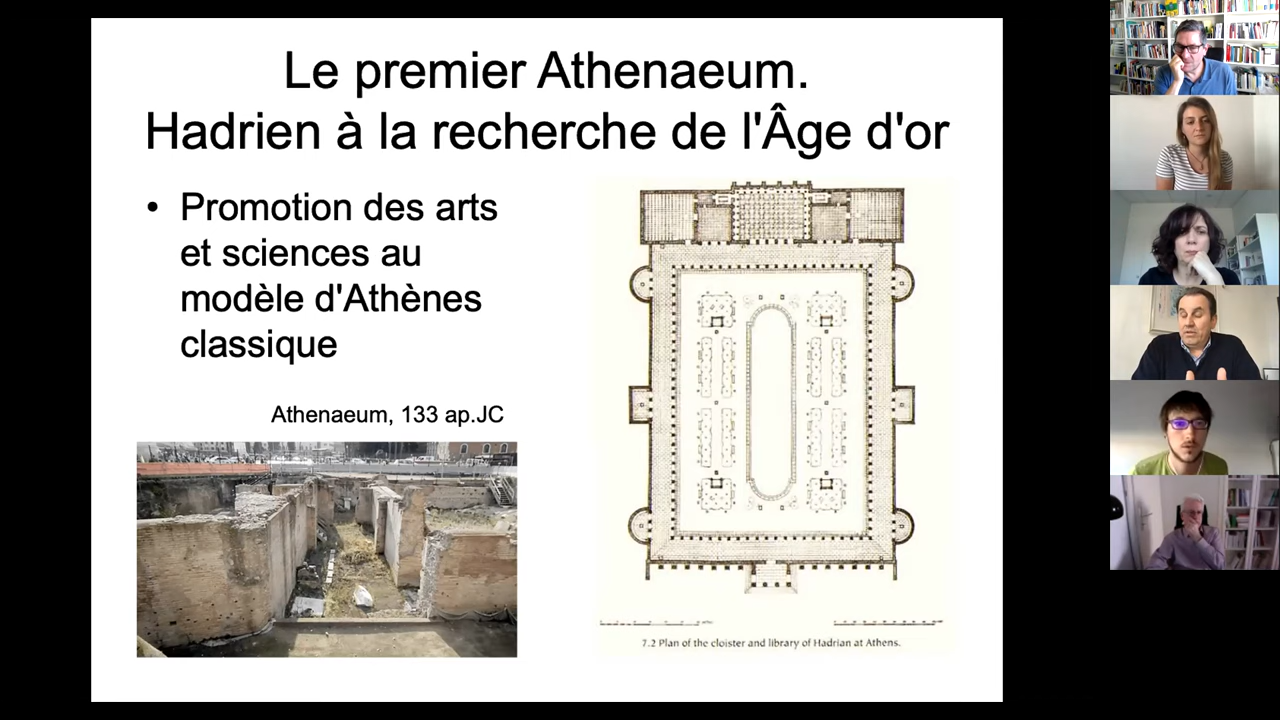 Le premier Athenaeum.
Hadrien à la recherche de l'Âge d'or
• Promotion des arts
et sciences au
modèle d'Athènes
classique
Athenaeum, 133 ap.JC
7.2 Plan of the cloister and library of Hadrian at Athens.